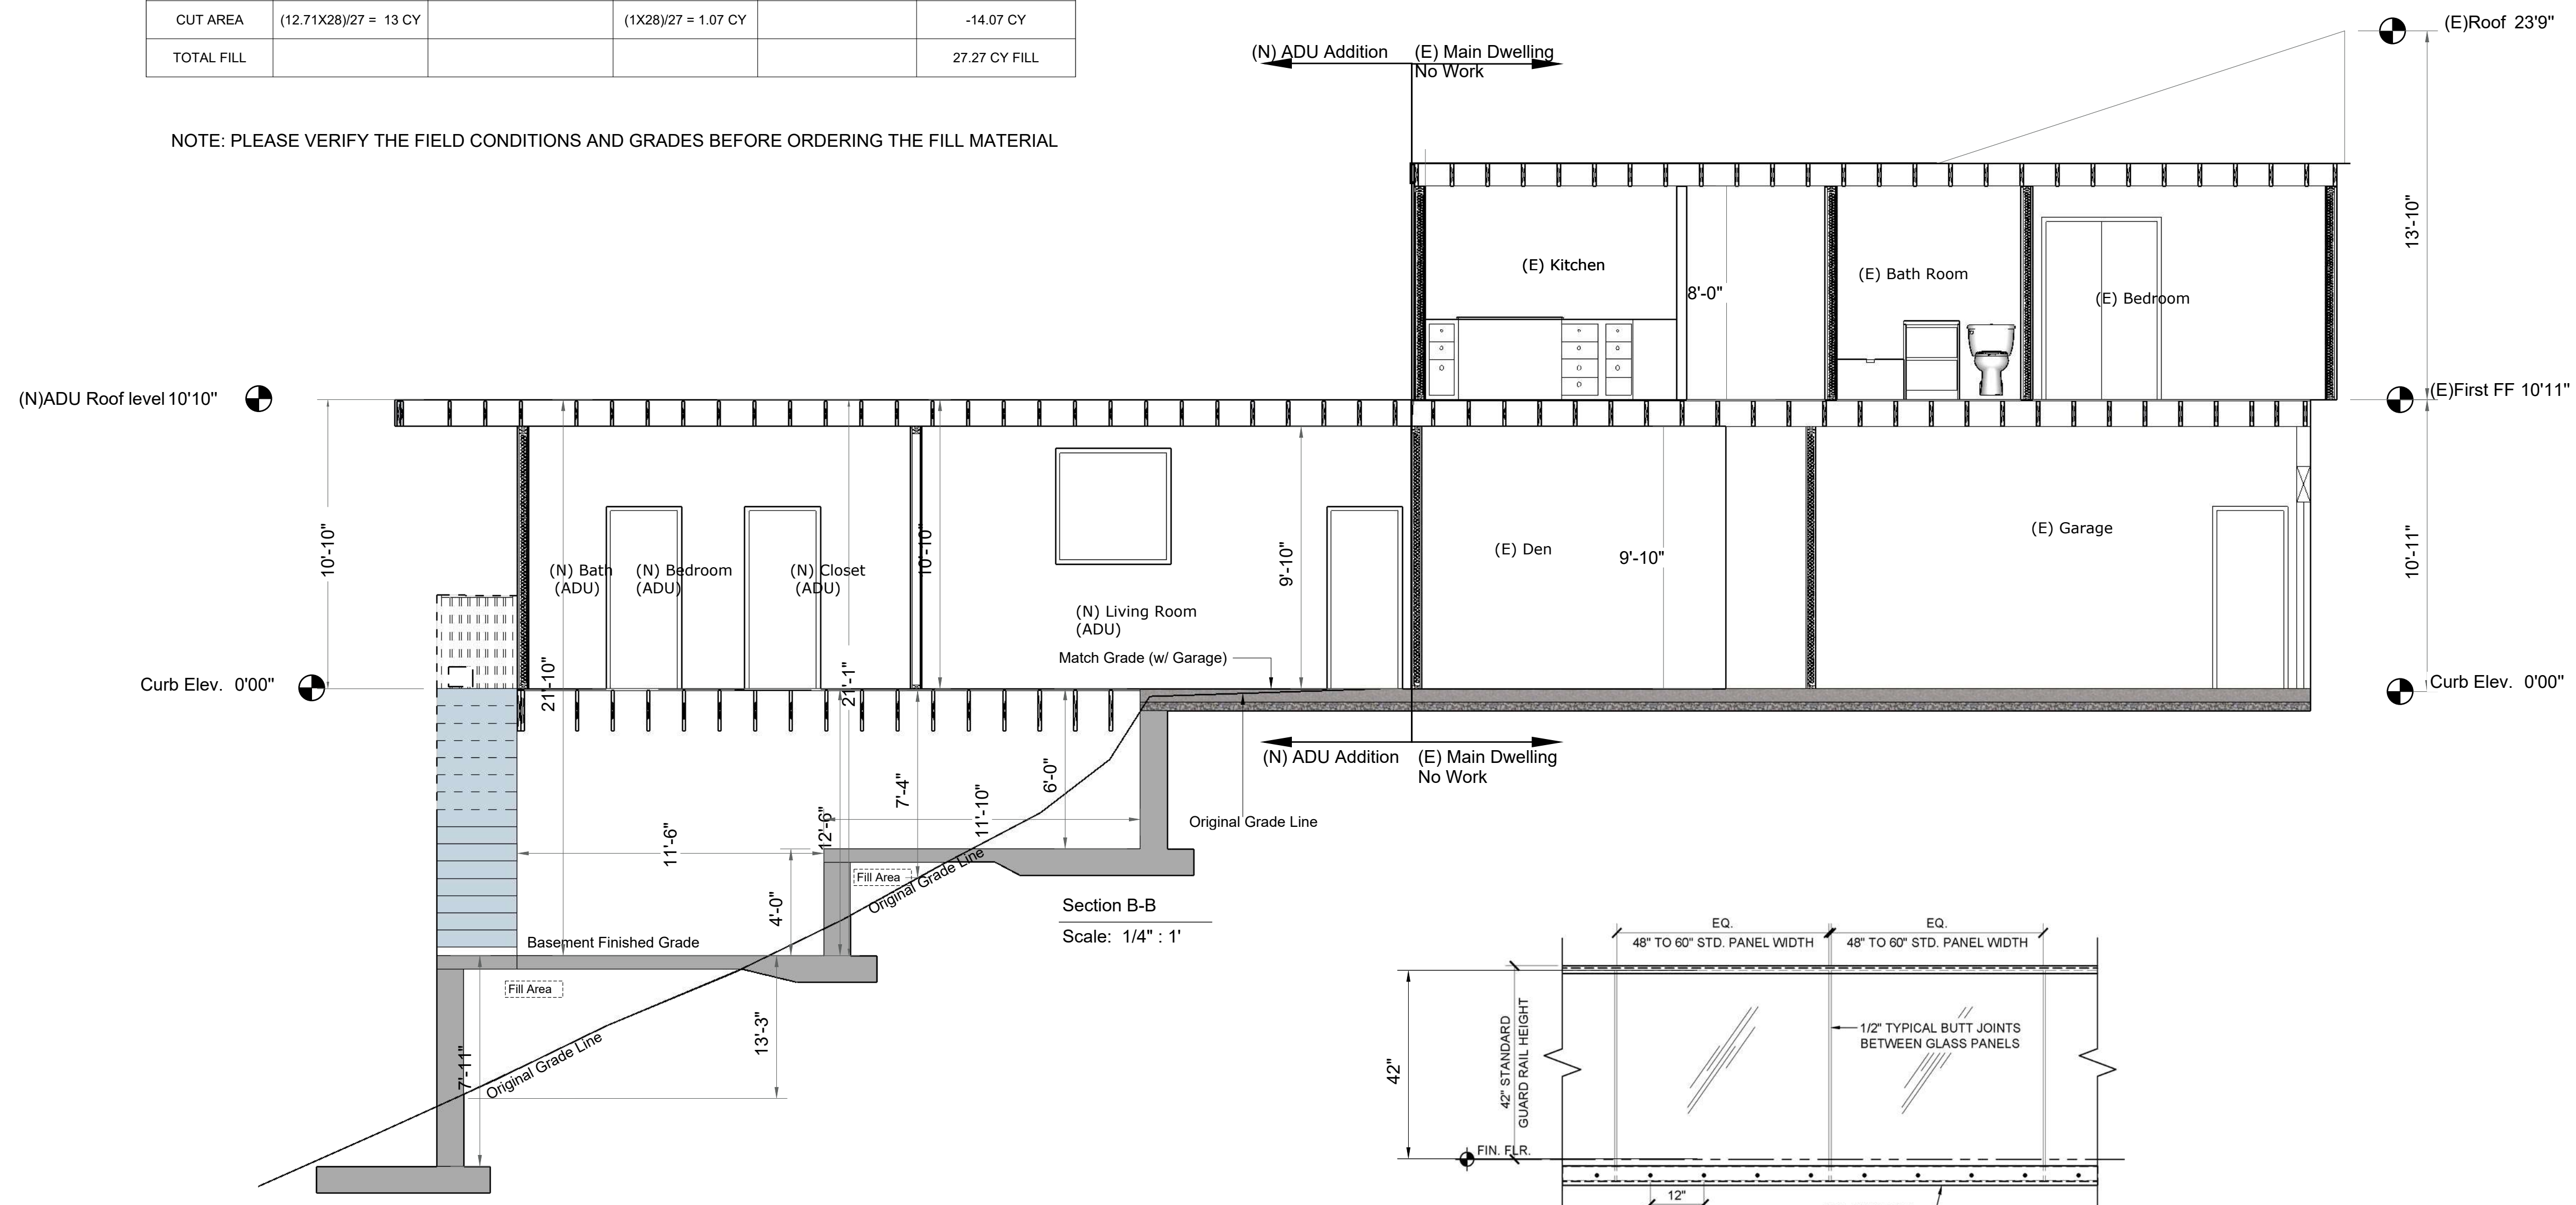 CUT AREA (12.71X28)/27 = 13 CY (1X28)/27 = 1.07 CY -14.07 CY
TOTAL FILL 27.27 CY FILL
NOTE: PLEASE VERIFY THE FIELD CONDITIONS AND GRADES BEFORE ORDERING THE FILL MATERIAL
(N) ADU Addition
(E) Main Dwelling
No Work
(E)Roof 23'9"
13'-10"
(E) Kitchen
8'-0"
(E) Bath Room
(E) Bedroom
(N)ADU Roof level 10'10"
(E)First FF 10'11"
10'-10"
(N) Bath
(ADU)
(N) Bedroom
(ADU)
(N) Closet
(ADU)
10'-10"
(N) Living Room
(ADU)
9'-10"
(E) Den
9'-10"
(E) Garage
10'-11"
Match Grade (w/ Garage)
Curb Elev. 0'00"
Curb Elev. 0'00"
21'-10"
21'-1"
(N) ADU Addition
(E) Main Dwelling
No Work
7'-4"
6'-0"
11'-10"
12'-6"
11'-6"
Original Grade Line
Fill Area
Original Grade Line
4'-0"
Section B-B
Scale: 1/4" : 1'
Basement Finished Grade
Fill Area
13'-3"
7'-11"
Original Grade Line
EQ.
EQ.
48" TO 60" STD. PANEL WIDTH
48" TO 60" STD. PANEL WIDTH
42"
42" STANDARD
GUARD RAIL HEIGHT
1/2" TYPICAL BUTT JOINTS
BETWEEN GLASS PANELS
FIN. FLR.
12"